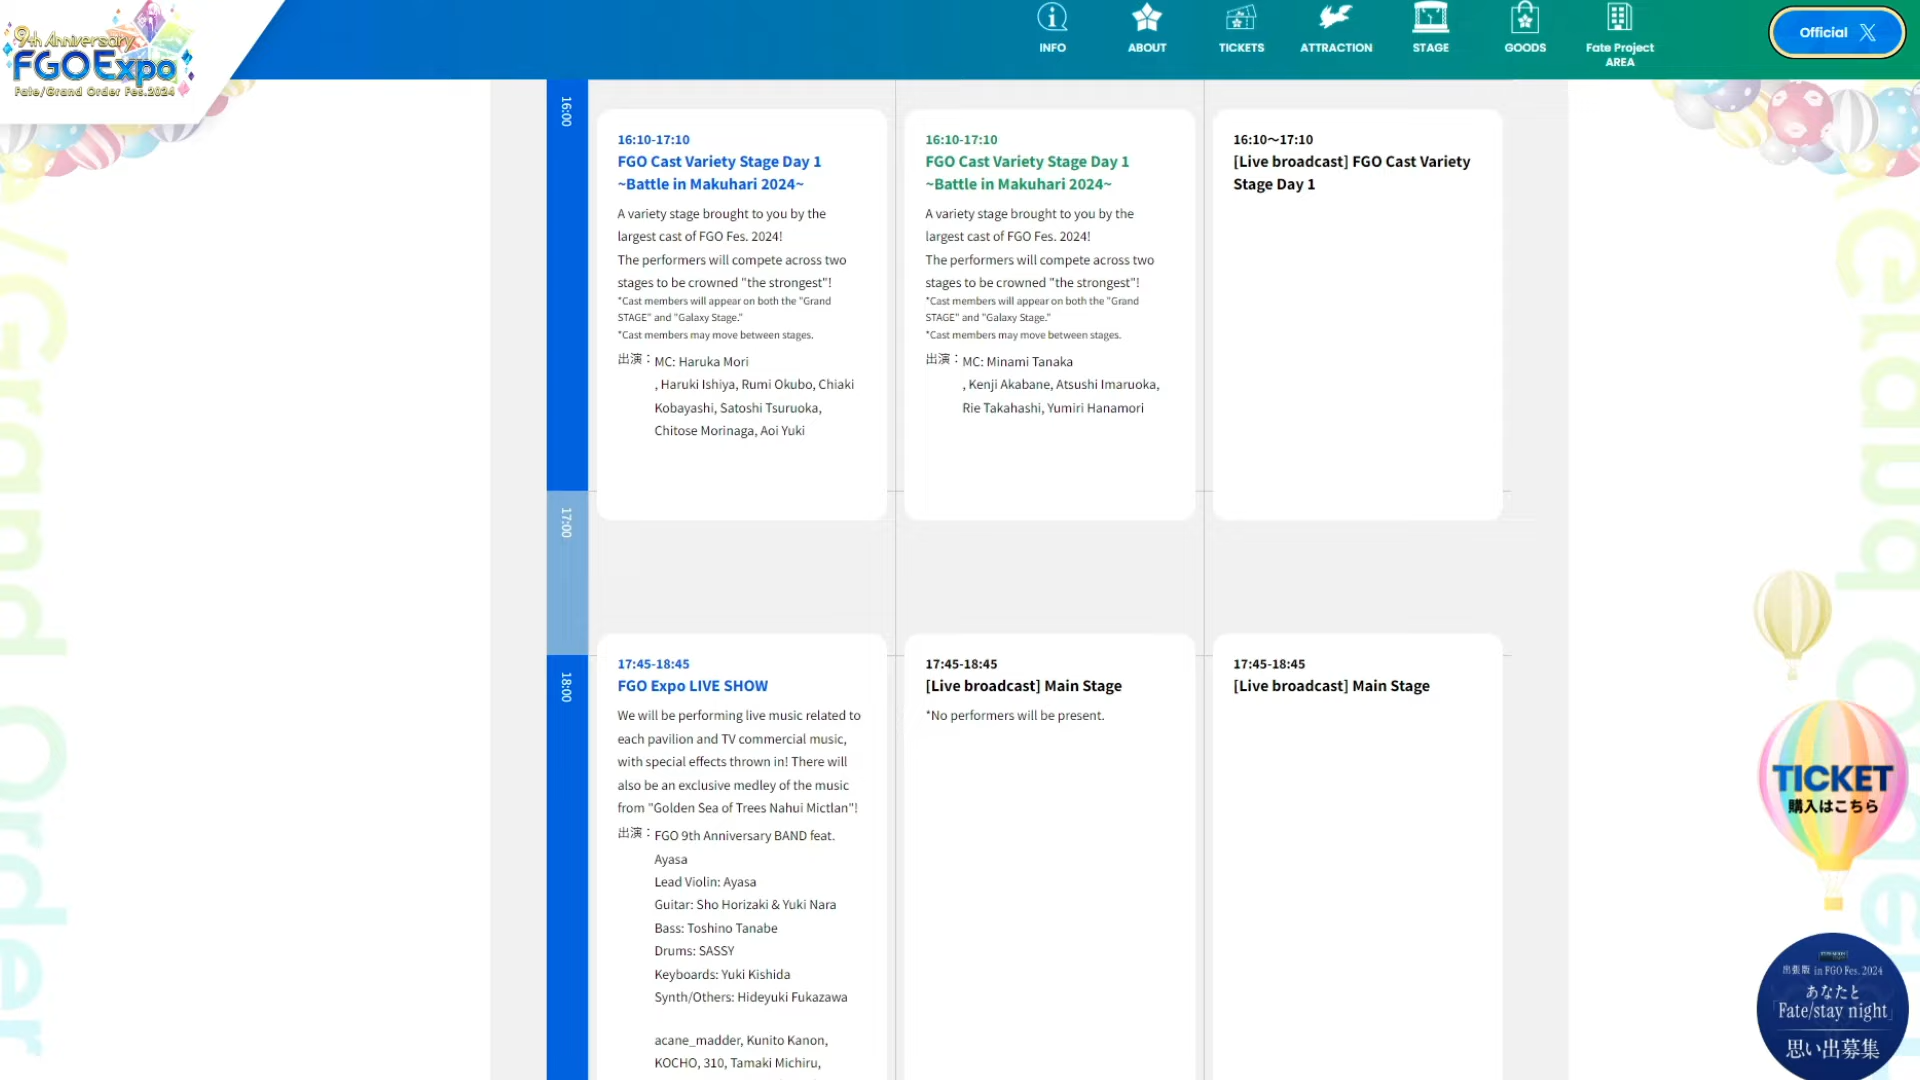 9th Anniversary
FGO Expo
Fate/Grand Order Fes.2024
INFO
ABOUT
TICKETS
ATTRACTION
STAGE
GOODS
Fate Project
AREA
Official X
16:00
16:10-17:10
FGO Cast Variety Stage Day 1
~Battle in Makuhari 2024~
A variety stage brought to you by the
largest cast of FGO Fes. 2024!
The performers will compete across two
stages to be crowned "the strongest"!
*Cast members will appear on both the "Grand
STAGE" and "Galaxy Stage."
*Cast members may move between stages.
出演：
MC: Haruka Mori
, Haruki Ishiya, Rumi Okubo, Chiaki
Kobayashi, Satoshi Tsuruoka,
Chitose Morinaga, Aoi Yuki
16:10-17:10
FGO Cast Variety Stage Day 1
~Battle in Makuhari 2024~
A variety stage brought to you by the
largest cast of FGO Fes. 2024!
The performers will compete across two
stages to be crowned "the strongest"!
*Cast members will appear on both the "Grand
STAGE" and "Galaxy Stage."
*Cast members may move between stages.
出演：
MC: Minami Tanaka
, Kenji Akabane, Atsushi Imaruoka,
Rie Takahashi, Yumiri Hanamori
16:10～17:10
[Live broadcast] FGO Cast Variety
Stage Day 1
17:00
18:00
17:45-18:45
FGO Expo LIVE SHOW
We will be performing live music related to
each pavilion and TV commercial music,
with special effects thrown in! There will
also be an exclusive medley of the music
from "Golden Sea of Trees Nahui Mictlan"!
出演：
FGO 9th Anniversary BAND feat.
Ayasa
Lead Violin: Ayasa
Guitar: Sho Horizaki & Yuki Nara
Bass: Toshino Tanabe
Drums: SASSY
Keyboards: Yuki Kishida
Synth/Others: Hideyuki Fukazawa
acane_madder, Kunito Kanon,
KOCHO, 310, Tamaki Michiru,
17:45-18:45
[Live broadcast] Main Stage
*No performers will be present.
17:45-18:45
[Live broadcast] Main Stage
/Grand Order
Grand Order
TICKET
購入はこちら
出張版 in FGO Fes. 2024
あなたと
「Fate/stay night」
思い出募集